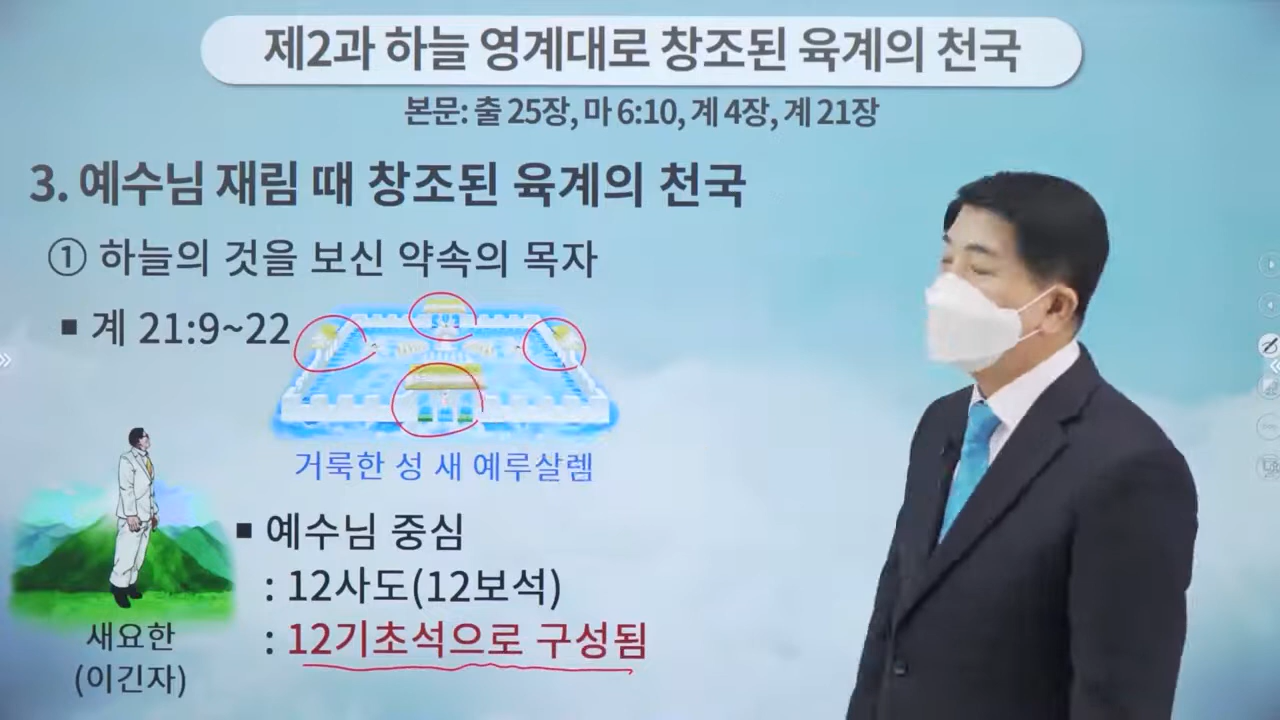 제2과 하늘 영계대로 창조된 육계의 천국
본문: 출 25장, 마 6:10, 계 4장, 계 21장
3. 예수님 재림 때 창조된 육계의 천국
① 하늘의 것을 보신 약속의 목자
▪ 계 21:9~22
거룩한 성 새 예루살렘
▪ 예수님 중심
: 12사도(12보석)
: 12기초석으로 구성됨
새요한
(이긴자)